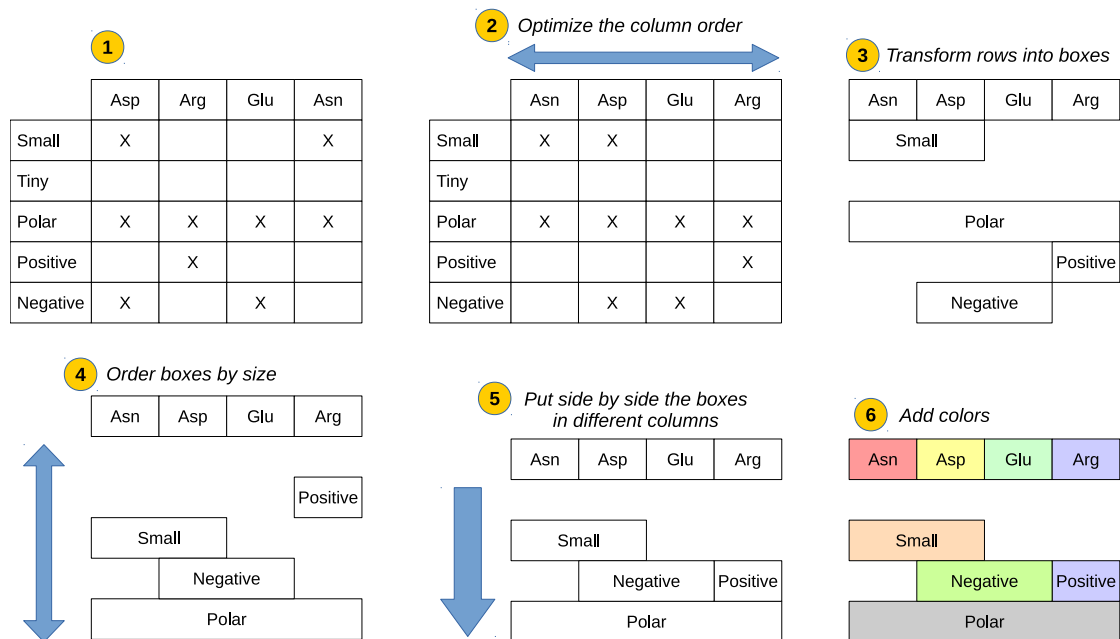 1
Asp Arg Glu Asn
Small X X
Tiny
Polar X X X X
Positive X
Negative X X
2 Optimize the column order
Asn Asp Glu Arg
Small X X
Tiny
Polar X X X X
Positive X
Negative X X
3 Transform rows into boxes
Asn Asp Glu Arg
Small
Polar
Positive
Negative
4 Order boxes by size
Asn Asp Glu Arg
Positive
Small
Negative
Polar
5 Put side by side the boxes
in different columns
Asn Asp Glu Arg
Small
Negative Positive
Polar
6 Add colors
Asn Asp Glu Arg
Small
Negative Positive
Polar